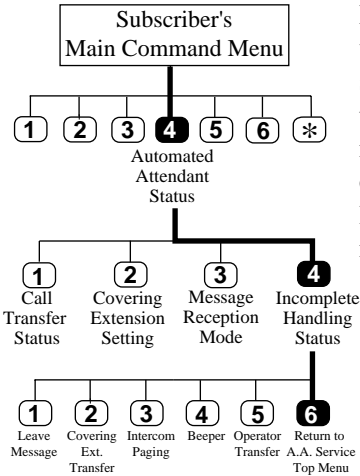 Subscriber's
Main Command Menu
1 2 3 4 5 6 *
Automated
Attendant
Status
1 2 3 4
Call
Transfer
Status
Covering
Extension
Setting
Message
Reception
Mode
Incomplete
Handling
Status
1 2 3 4 5 6
Leave
Message
Covering
Ext.
Transfer
Intercom
Paging
Beeper
Operator
Transfer
Return to
A.A. Service
Top Menu